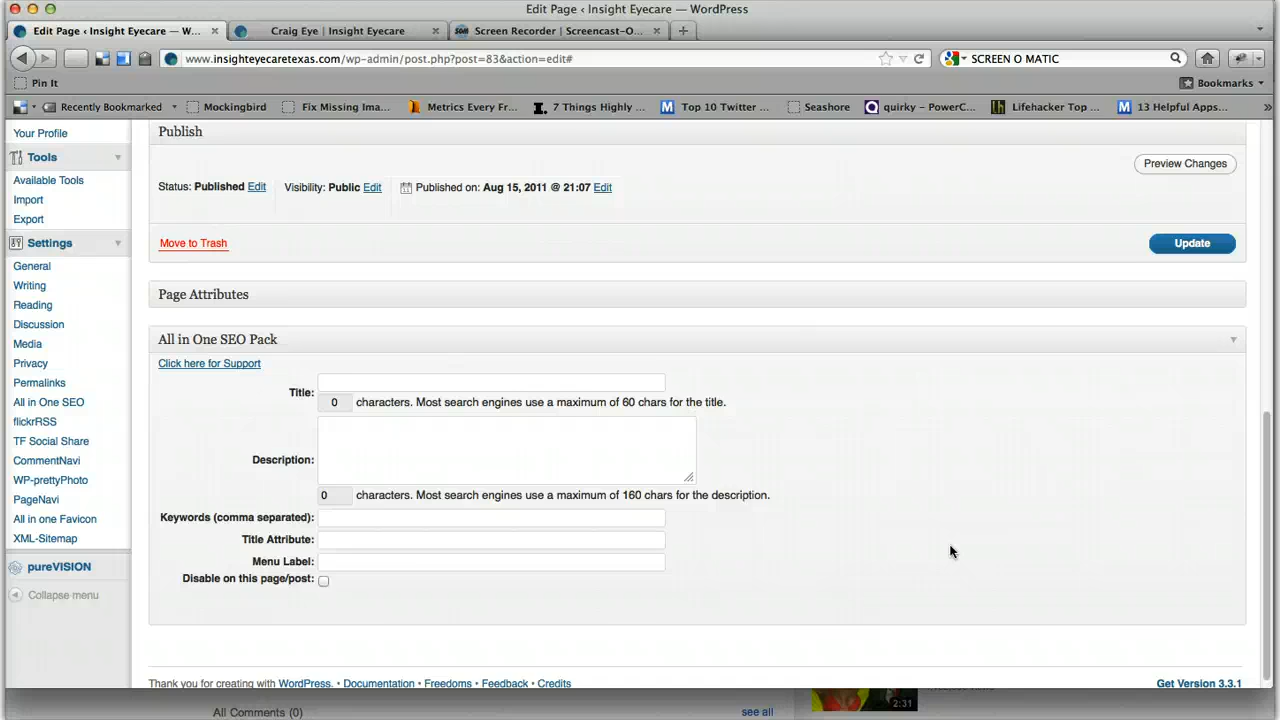 Edit Page ‹ Insight Eyecare — WordPress
Edit Page ‹ Insight Eyecare — W...
Craig Eye | Insight Eyecare
Screen Recorder | Screencast-O...
www.insighteyecaretexas.com/wp-admin/post.php?post=83&action=edit#
SCREEN O MATIC
Pin It
Bookmarks
Recently Bookmarked
Mockingbird
Fix Missing Ima...
Metrics Every Fr...
7 Things Highly ...
Top 10 Twitter ...
Seashore
quirky – PowerC...
Lifehacker Top ...
13 Helpful Apps...
Your Profile
Tools
Available Tools
Import
Export
Settings
General
Writing
Reading
Discussion
Media
Privacy
Permalinks
All in One SEO
flickrRSS
TF Social Share
CommentNavi
WP-prettyPhoto
PageNavi
All in one Favicon
XML-Sitemap
pureVISION
Collapse menu
Publish
Preview Changes
Status: Published Edit
Visibility: Public Edit
Published on: Aug 15, 2011 @ 21:07 Edit
Move to Trash
Update
Page Attributes
All in One SEO Pack
Click here for Support
Title:
0 characters. Most search engines use a maximum of 60 chars for the title.
Description:
0 characters. Most search engines use a maximum of 160 chars for the description.
Keywords (comma separated):
Title Attribute:
Menu Label:
Disable on this page/post:
Thank you for creating with WordPress. • Documentation • Freedoms • Feedback • Credits
Get Version 3.3.1
All Comments (0)
see all
2:31